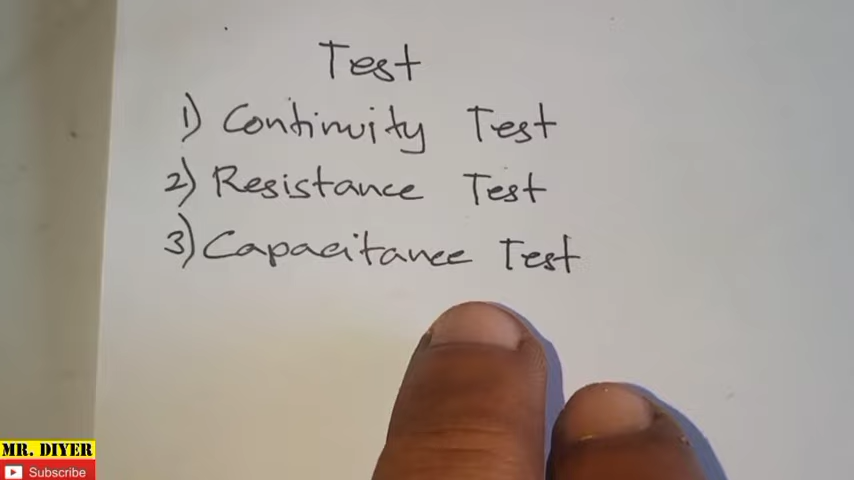 Test
1) Continuity Test
2) Resistance Test
3) Capacitance Test
MR. DIYER
Subscribe